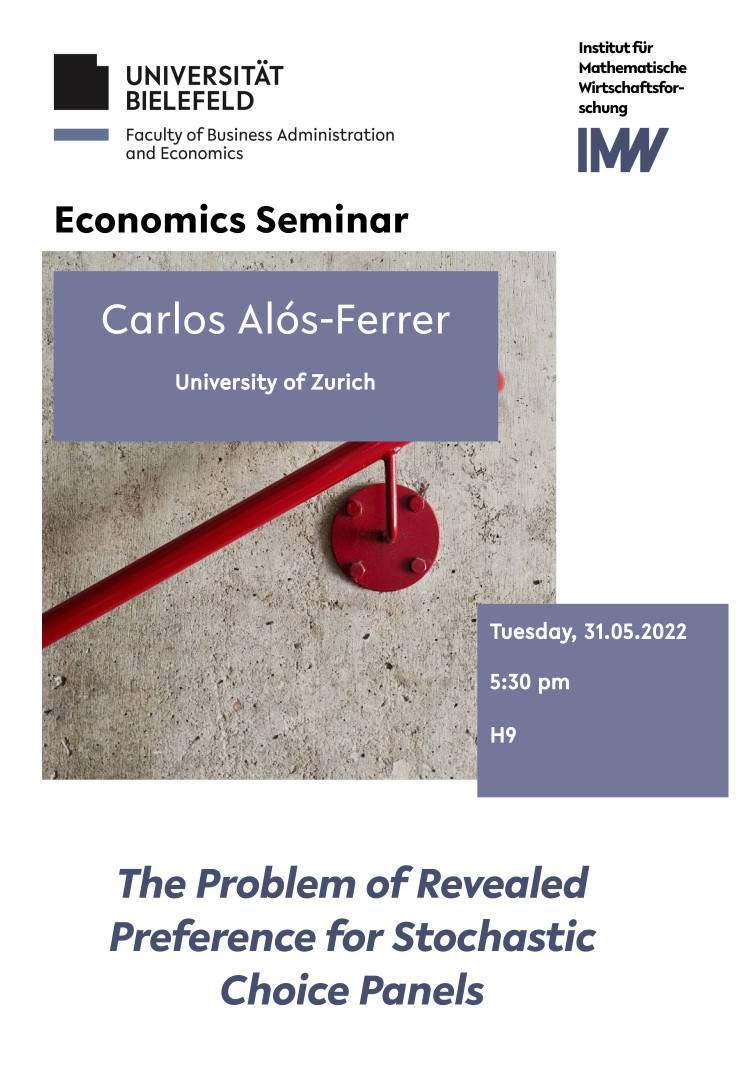 UNIVERSITÄT
BIELEFELD
Faculty of Business Administration
and Economics
Institut für
Mathematische
Wirtschaftsfor-
schung
IMW
Economics Seminar
Carlos Alós-Ferrer
University of Zurich
Tuesday, 31.05.2022
5:30 pm
H9
The Problem of Revealed
Preference for Stochastic
Choice Panels